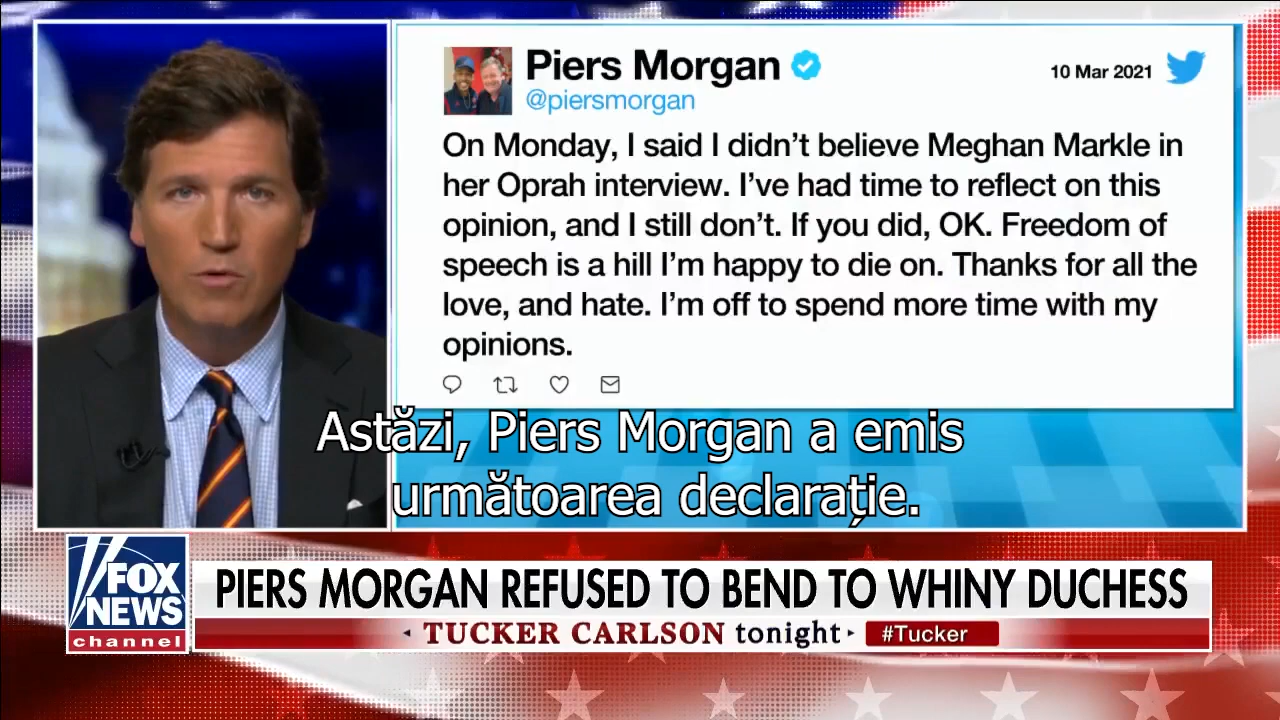 Piers Morgan
@piersmorgan
10 Mar 2021
On Monday, I said I didn’t believe Meghan Markle in
her Oprah interview. I’ve had time to reflect on this
opinion, and I still don’t. If you did, OK. Freedom of
speech is a hill I’m happy to die on. Thanks for all the
love, and hate. I’m off to spend more time with my
opinions.
Astăzi, Piers Morgan a emis
următoarea declarație.
FOX
NEWS
channel
PIERS MORGAN REFUSED TO BEND TO WHINY DUCHESS
TUCKER CARLSON tonight
#Tucker